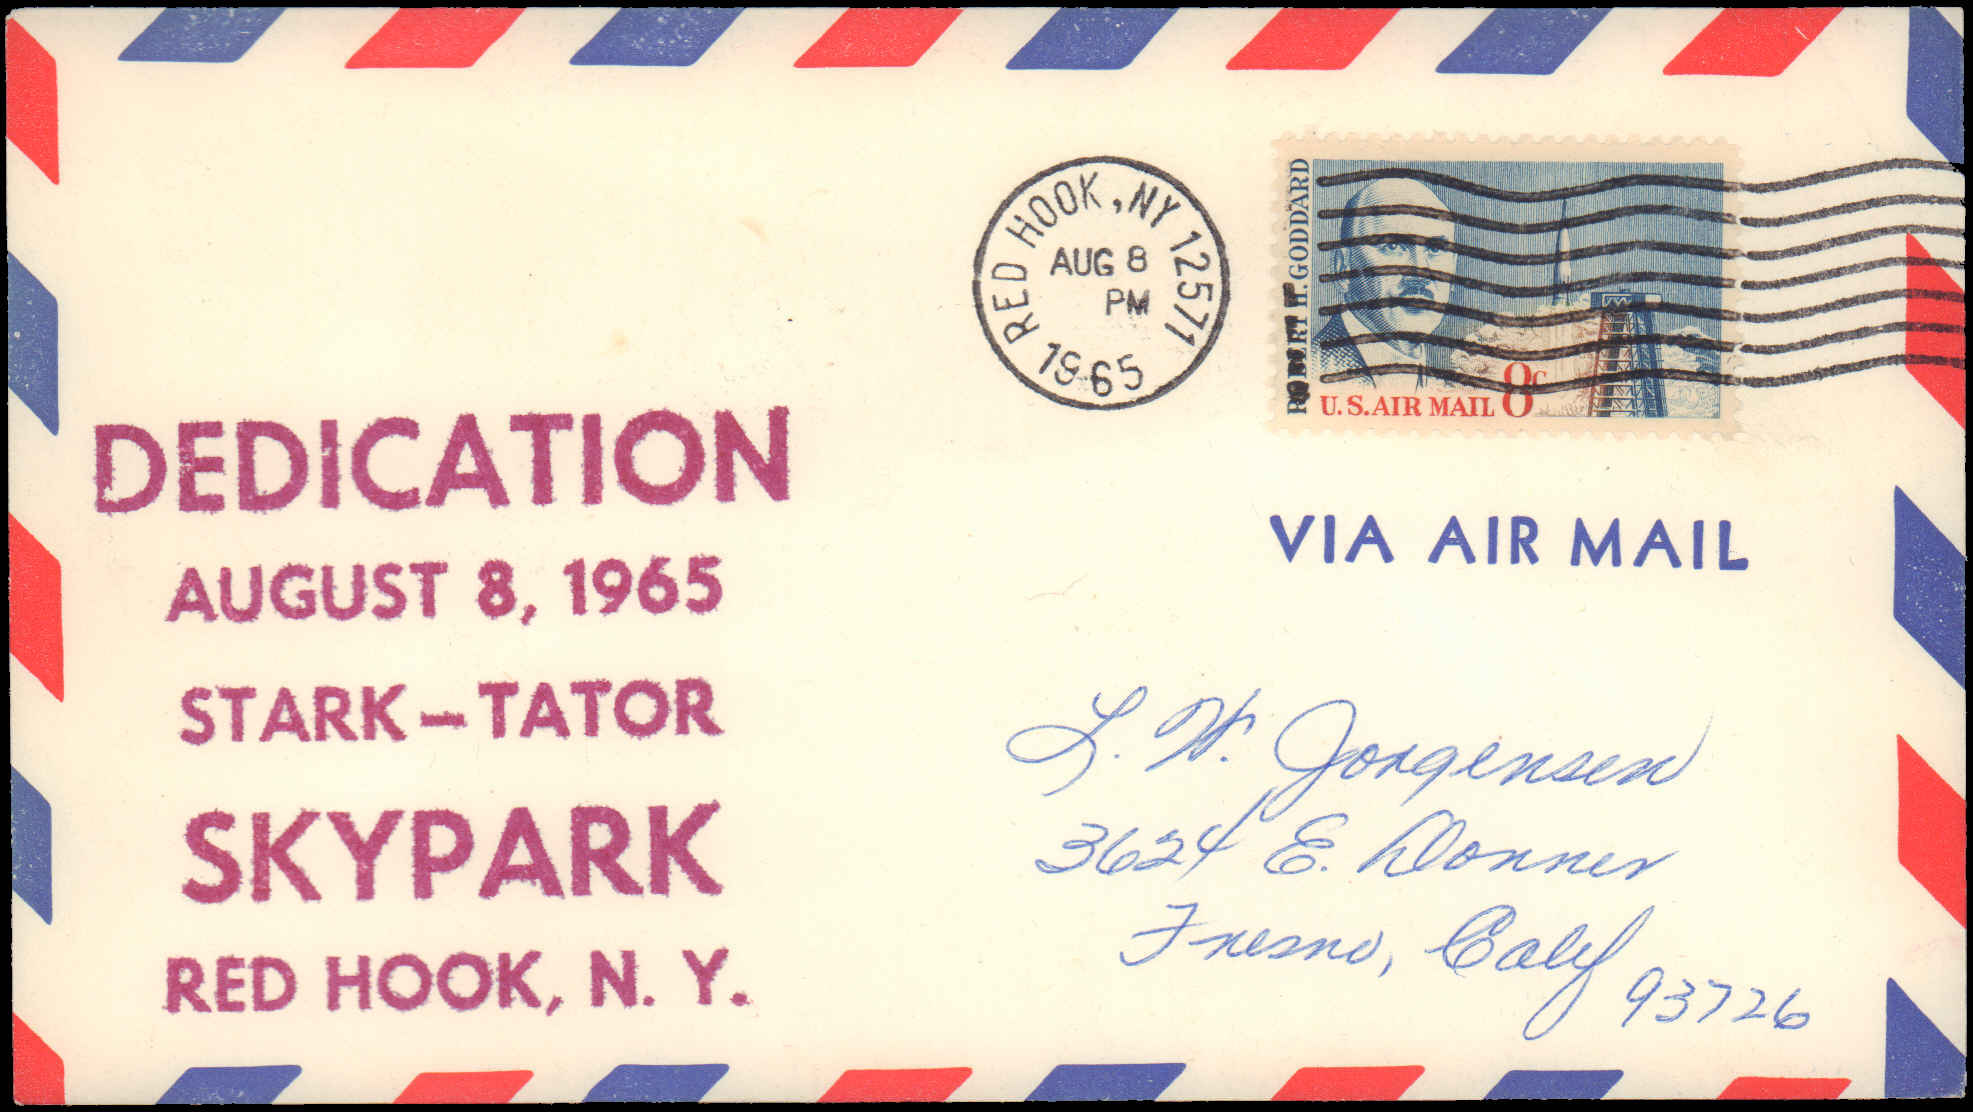 RED HOOK, NY 12571
AUG 8
PM
1965
ROBERT H. GODDARD
U.S. AIR MAIL 8c
VIA AIR MAIL
DEDICATION
AUGUST 8, 1965
STARK-TATOR
SKYPARK
RED HOOK, N. Y.
L. W. Jorgensen
3624 E. Donner
Fresno, Calif
93726